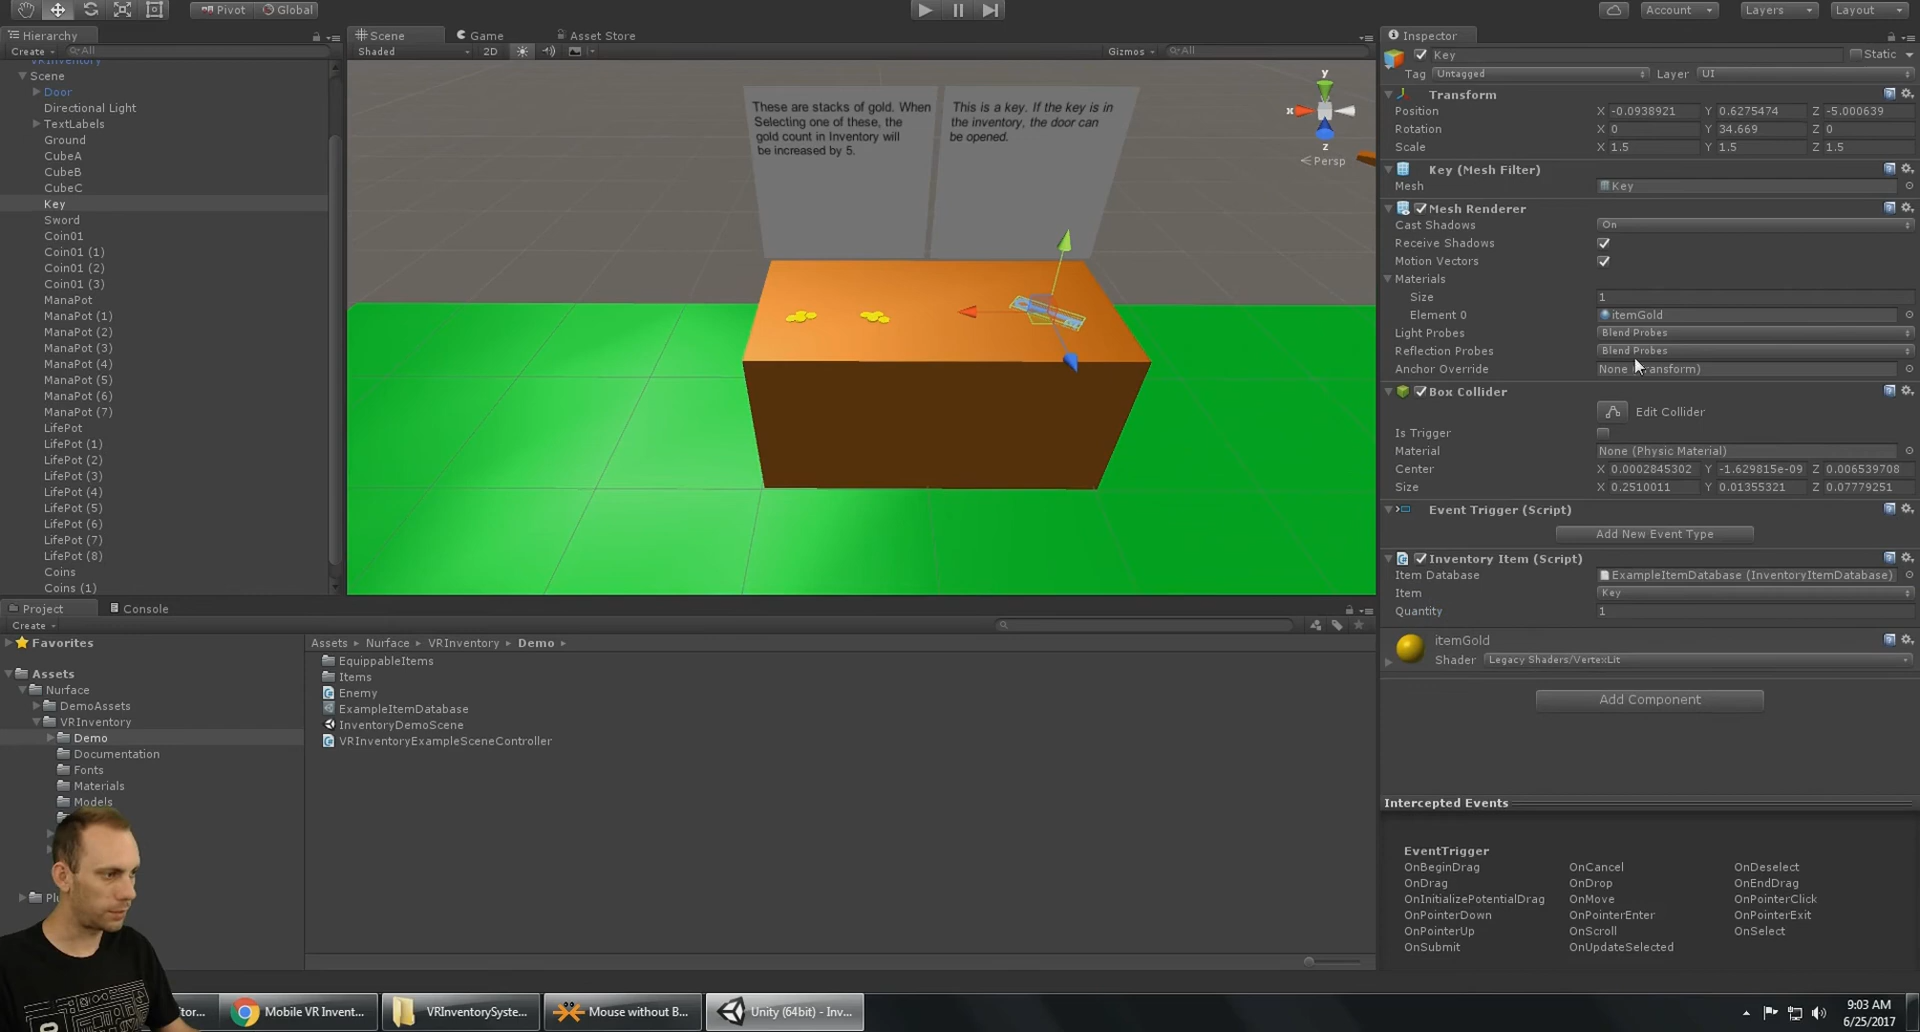 Pivot
Global
Account
Layers
Layout
Hierarchy
Create
All
VRInventory
Scene
Door
Directional Light
TextLabels
Ground
CubeA
CubeB
CubeC
Key
Sword
Coin01
Coin01 (1)
Coin01 (2)
Coin01 (3)
ManaPot
ManaPot (1)
ManaPot (2)
ManaPot (3)
ManaPot (4)
ManaPot (5)
ManaPot (6)
ManaPot (7)
LifePot
LifePot (1)
LifePot (2)
LifePot (3)
LifePot (4)
LifePot (5)
LifePot (6)
LifePot (7)
LifePot (8)
Coins
Coins (1)
Scene
Game
Asset Store
Shaded
2D
Gizmos
All
These are stacks of gold. When
Selecting one of these, the
gold count in Inventory will
be increased by 5.
This is a key. If the key is in
the inventory, the door can
be opened.
y
x
z
Persp
Inspector
Key
Static
Tag Untagged
Layer UI
Transform
Position X -0.0938921 Y 0.6275474 Z -5.000639
Rotation X 0 Y 34.669 Z 0
Scale X 1.5 Y 1.5 Z 1.5
Key (Mesh Filter)
Mesh Key
Mesh Renderer
Cast Shadows On
Receive Shadows
Motion Vectors
Materials
Size 1
Element 0 itemGold
Light Probes Blend Probes
Reflection Probes Blend Probes
Anchor Override None (Transform)
Box Collider
Edit Collider
Is Trigger
Material None (Physic Material)
Center X 0.0002845302 Y -1.629815e-09 Z 0.006539708
Size X 0.2510011 Y 0.01355321 Z 0.07779251
Event Trigger (Script)
Add New Event Type
Inventory Item (Script)
Item Database ExampleItemDatabase (InventoryItemDatabase)
Item Key
Quantity 1
itemGold
Shader Legacy Shaders/VertexLit
Add Component
Intercepted Events
EventTrigger
OnBeginDrag OnCancel OnDeselect
OnDrag OnDrop OnEndDrag
OnInitializePotentialDrag OnMove OnPointerClick
OnPointerDown OnPointerEnter OnPointerExit
OnPointerUp OnScroll OnSelect
OnSubmit OnUpdateSelected
Project
Console
Create
Favorites
Assets
Nurface
DemoAssets
VRInventory
Demo
Documentation
Fonts
Materials
Models
Assets Nurface VRInventory Demo
EquippableItems
Items
Enemy
ExampleItemDatabase
InventoryDemoScene
VRInventoryExampleSceneController
tor...
Mobile VR Invent...
VRInventorySyste...
Mouse without B...
Unity (64bit) - Inv...
9:03 AM
6/25/2017